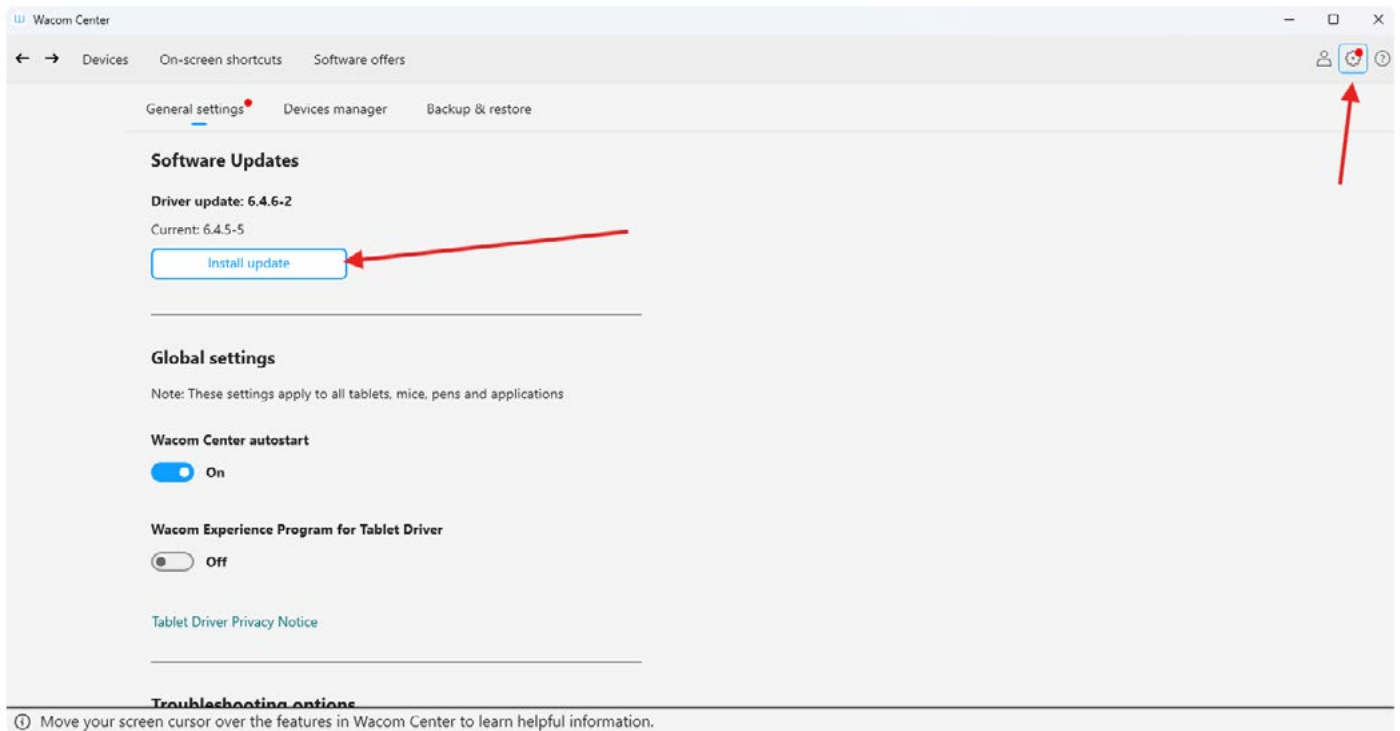 Wacom Center
Devices On-screen shortcuts Software offers
General settings Devices manager Backup & restore
Software Updates
Driver update: 6.4.6-2
Current: 6.4.5-5
Install update
Global settings
Note: These settings apply to all tablets, mice, pens and applications
Wacom Center autostart
On
Wacom Experience Program for Tablet Driver
Off
Tablet Driver Privacy Notice
Troubleshooting options
Move your screen cursor over the features in Wacom Center to learn helpful information.